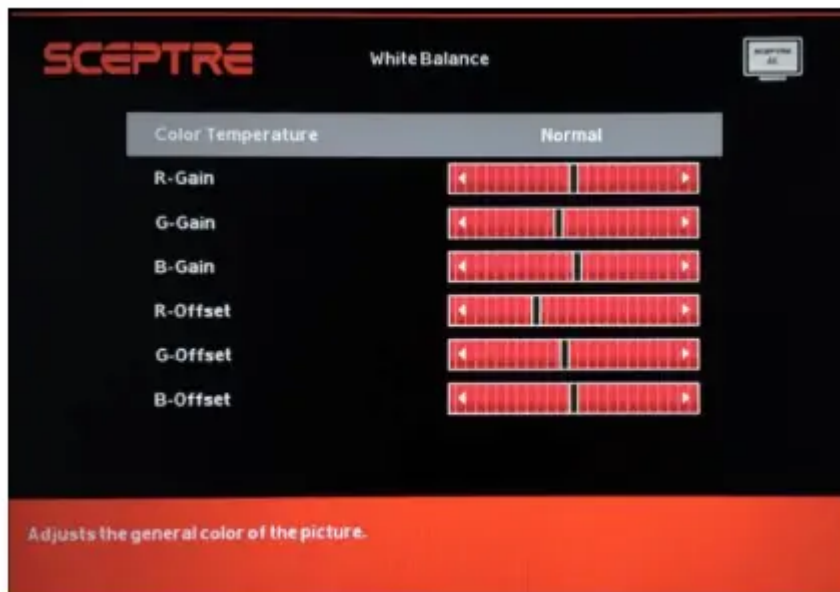 SCEPTRE
White Balance
Color Temperature Normal
R-Gain
G-Gain
B-Gain
R-Offset
G-Offset
B-Offset
Adjusts the general color of the picture.